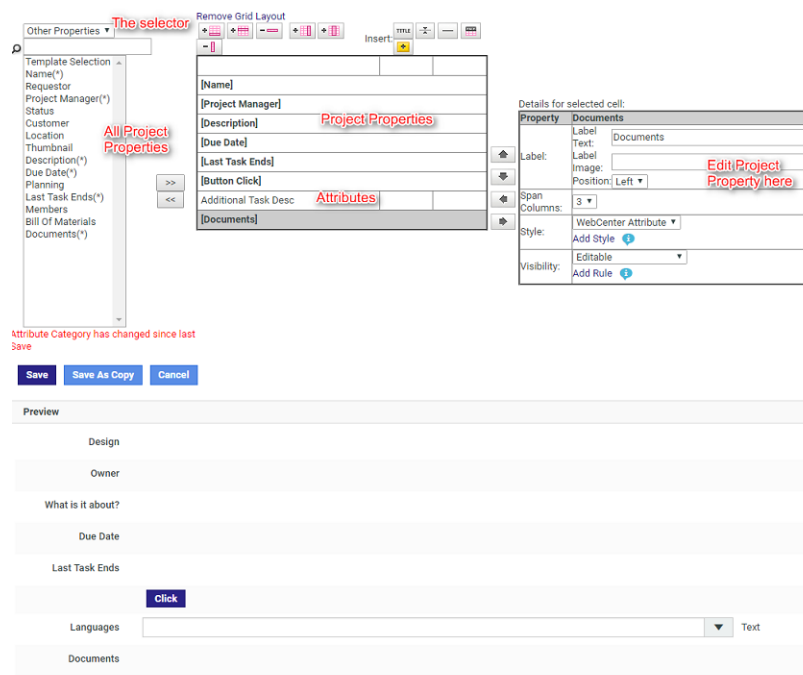 Remove Grid Layout
Other Properties
The selector
Insert:
TITLE
Template Selection
Name(*)
Requestor
Project Manager(*)
Status
Customer
Location
Thumbnail
Description(*)
Due Date(*)
Planning
Last Task Ends(*)
Members
Bill Of Materials
Documents(*)
All Project
Properties
>>
<<
[Name]
[Project Manager]
[Description]
Project Properties
[Due Date]
[Last Task Ends]
[Button Click]
Additional Task Desc
Attributes
[Documents]
Details for selected cell:
Property Documents
Label:
Label
Text:
Documents
Label
Image:
Position: Left
Edit Project
Property here
Span
Columns:
3
Style:
WebCenter Attribute
Add Style
Visibility:
Editable
Add Rule
Attribute Category has changed since last
Save
Save Save As Copy Cancel
Preview
Design
Owner
What is it about?
Due Date
Last Task Ends
Click
Languages Text
Documents